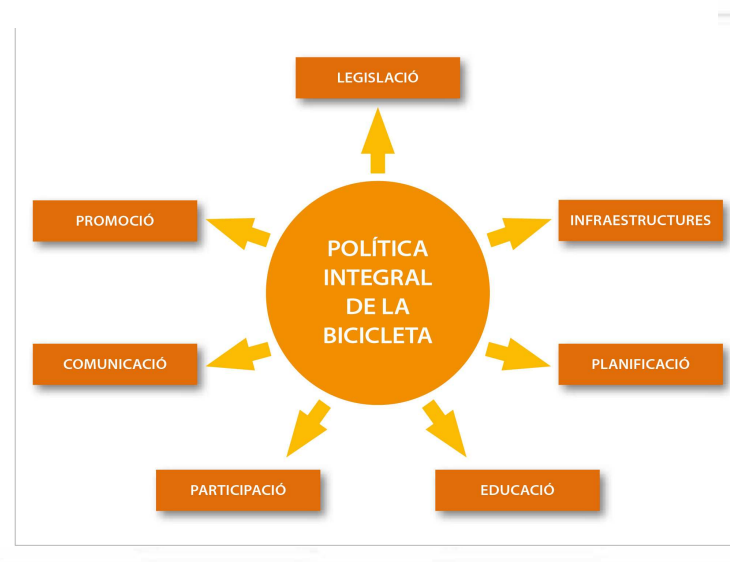 LEGISLACIÓ
PROMOCIÓ
INFRAESTRUCTURES
POLÍTICA
INTEGRAL
DE LA
BICICLETA
COMUNICACIÓ
PLANIFICACIÓ
PARTICIPACIÓ
EDUCACIÓ